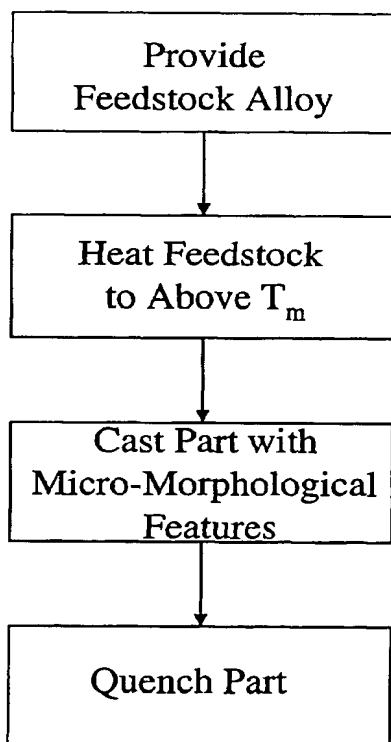 Provide
Feedstock Alloy
Heat Feedstock
to Above Tm
Cast Part with
Micro-Morphological
Features
Quench Part